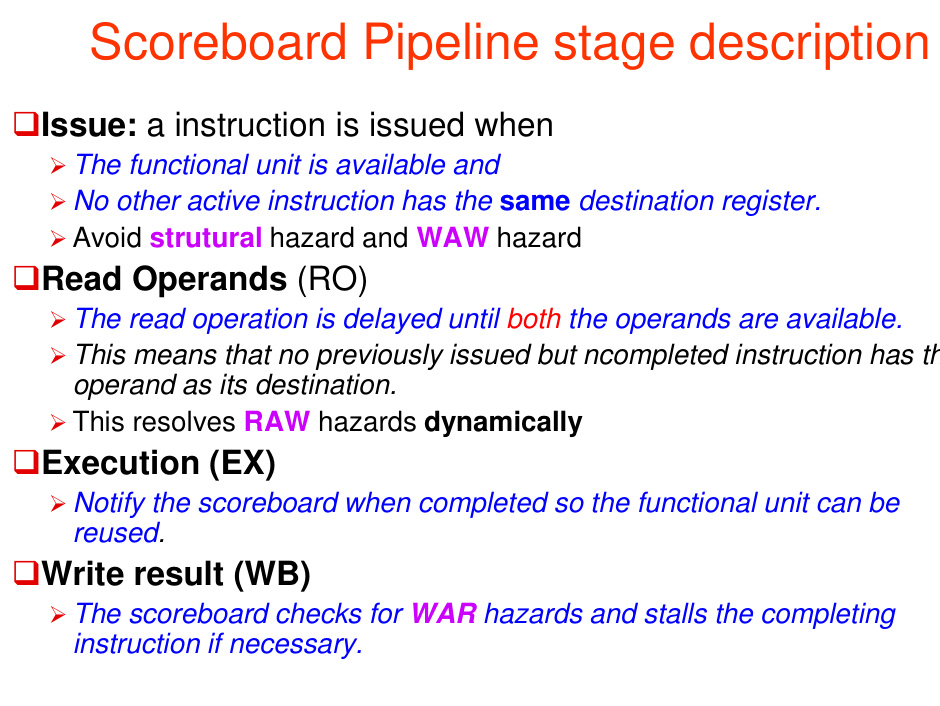 Scoreboard Pipeline stage description
Issue: a instruction is issued when
The functional unit is available and
No other active instruction has the same destination register.
Avoid strutural hazard and WAW hazard
Read Operands (RO)
The read operation is delayed until both the operands are available.
This means that no previously issued but ncompleted instruction has th
operand as its destination.
This resolves RAW hazards dynamically
Execution (EX)
Notify the scoreboard when completed so the functional unit can be
reused.
Write result (WB)
The scoreboard checks for WAR hazards and stalls the completing
instruction if necessary.